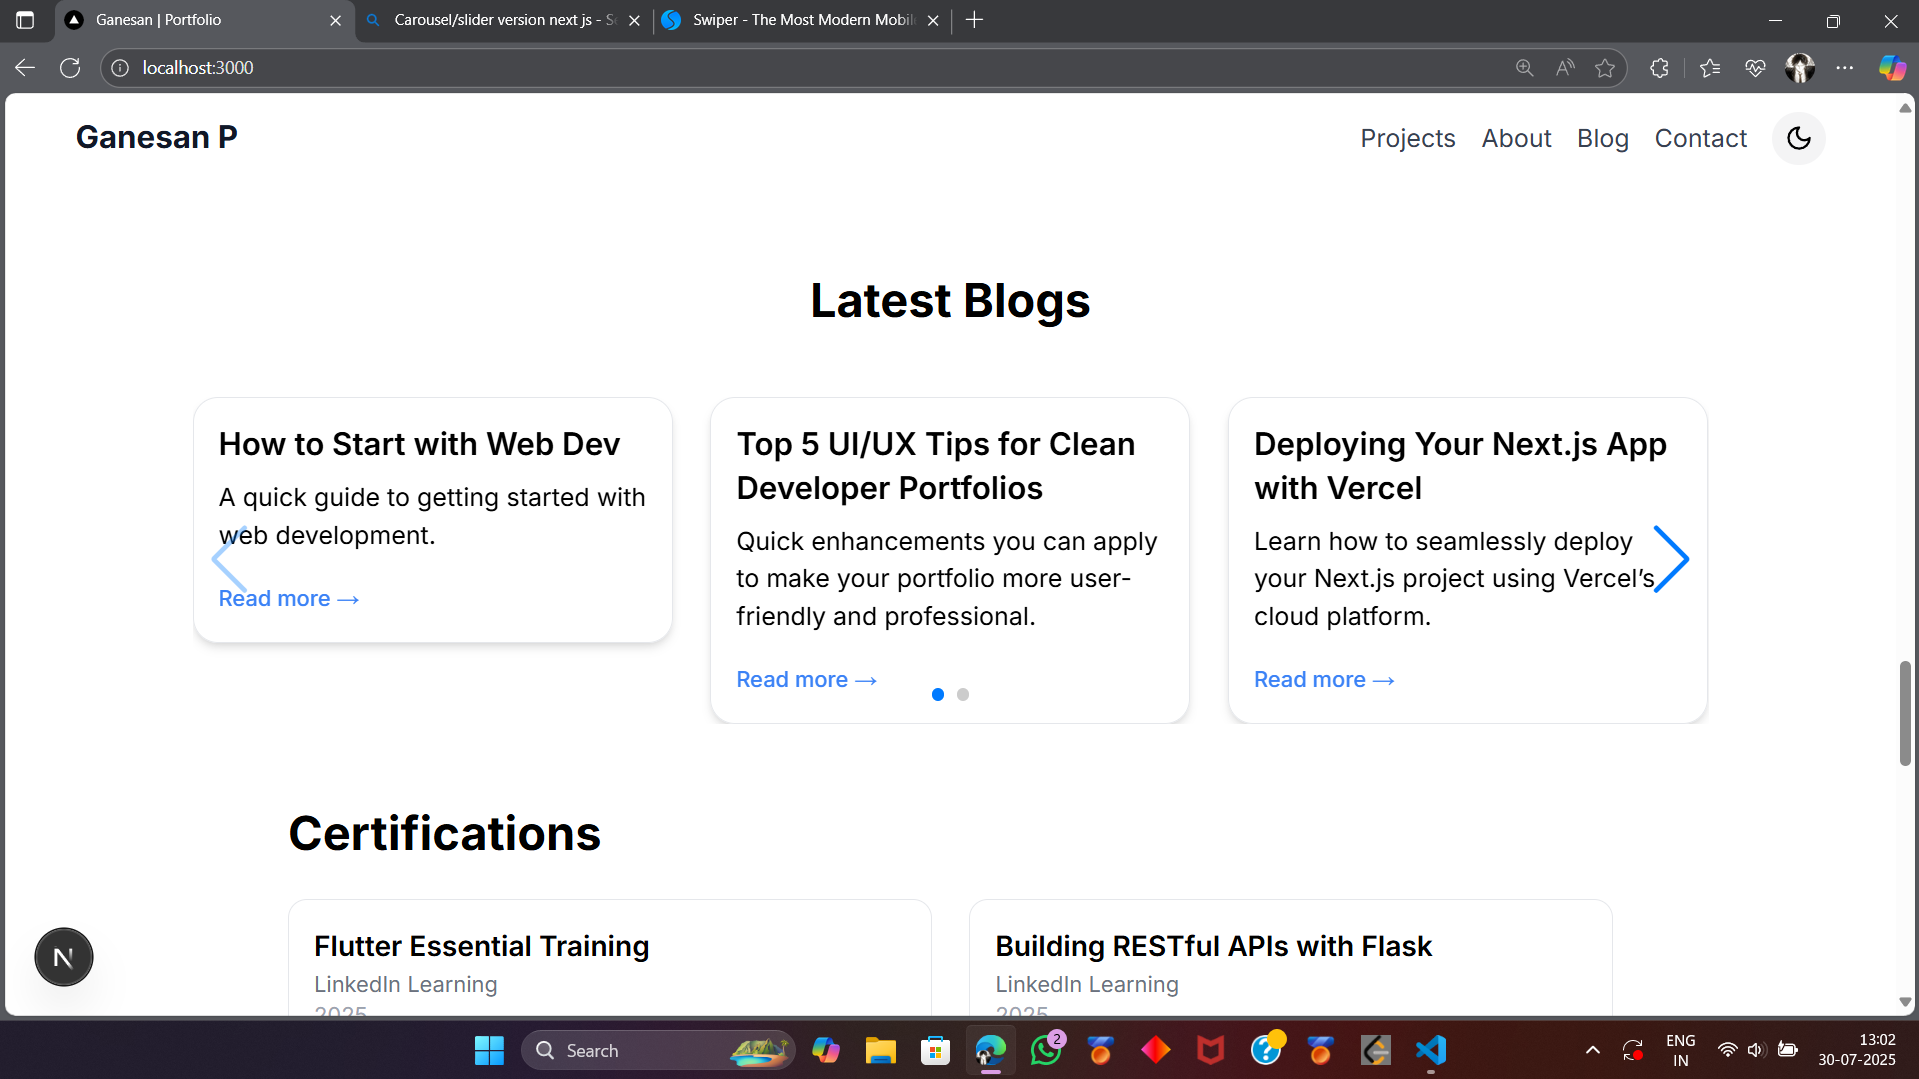 Ganesan | Portfolio
Carousel/slider version next js - Se
Swiper - The Most Modern Mobil
localhost:3000
Ganesan P
Projects
About
Blog
Contact
Latest Blogs
How to Start with Web Dev
A quick guide to getting started with
web development.
Read more →
Top 5 UI/UX Tips for Clean
Developer Portfolios
Quick enhancements you can apply
to make your portfolio more user-
friendly and professional.
Read more →
Deploying Your Next.js App
with Vercel
Learn how to seamlessly deploy
your Next.js project using Vercel’s
cloud platform.
Read more →
Certifications
Flutter Essential Training
LinkedIn Learning
2025
Building RESTful APIs with Flask
LinkedIn Learning
2025
N
Search
2
ENG
IN
13:02
30-07-2025